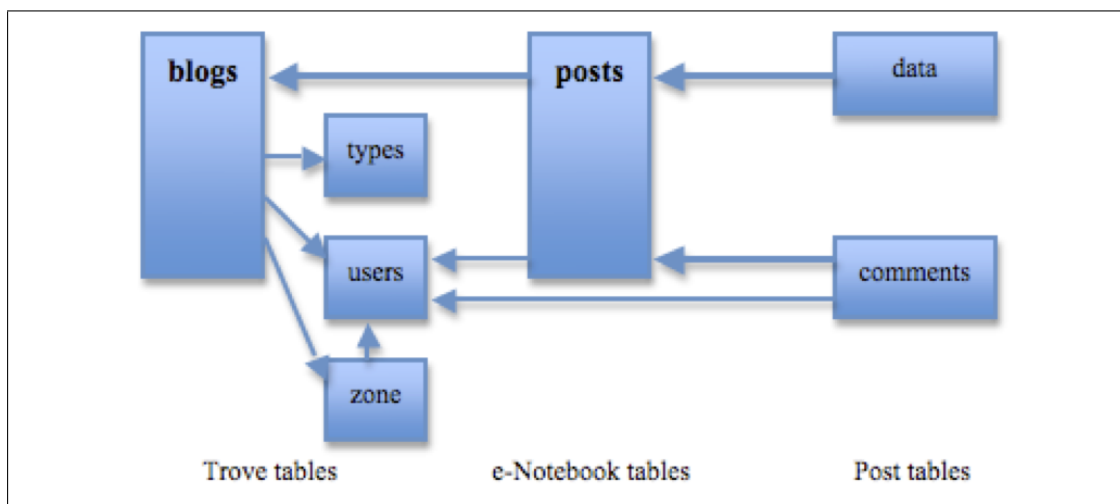 blogs
posts
data
types
users
comments
zone
Trove tables
e-Notebook tables
Post tables